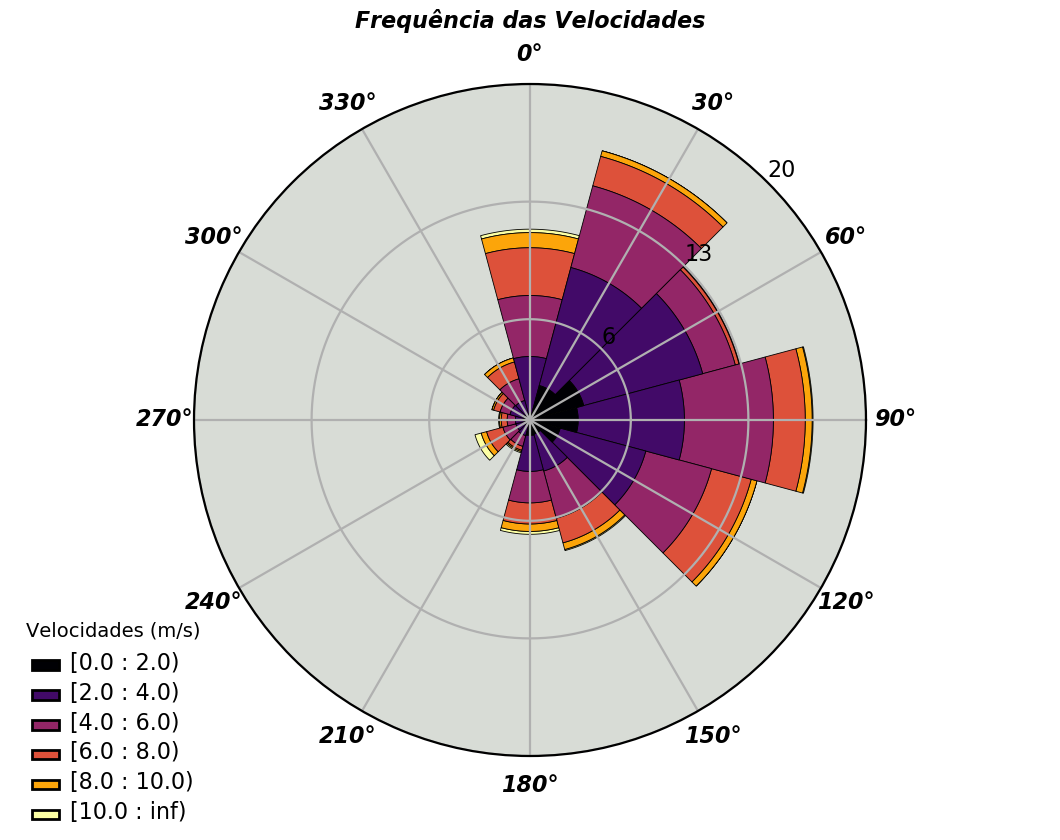 Frequência das Velocidades
0°
330°
30°
20
300°
60°
13
6
270°
90°
240°
120°
210°
150°
180°
Velocidades (m/s)
[0.0 : 2.0)
[2.0 : 4.0)
[4.0 : 6.0)
[6.0 : 8.0)
[8.0 : 10.0)
[10.0 : inf)